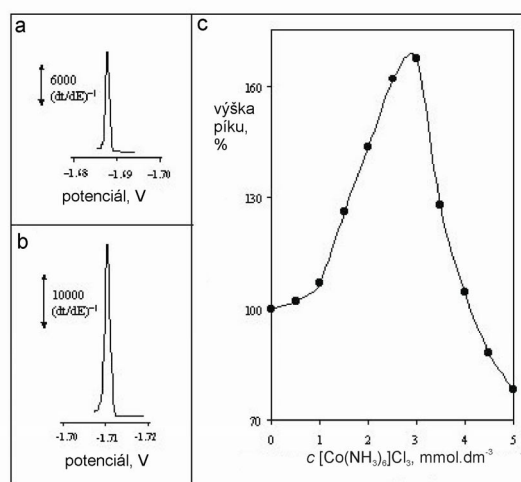 a
6000
(dt/dE)⁻¹
-1.68 -1.69 -1.70
potenciál, V
b
10000
(dt/dE)⁻¹
-1.70 -1.71 -1.72
potenciál, V
c
výška
píku,
%
160
130
100
70
0 1 2 3 4 5
c [Co(NH₃)₆]Cl₃, mmol.dm⁻³